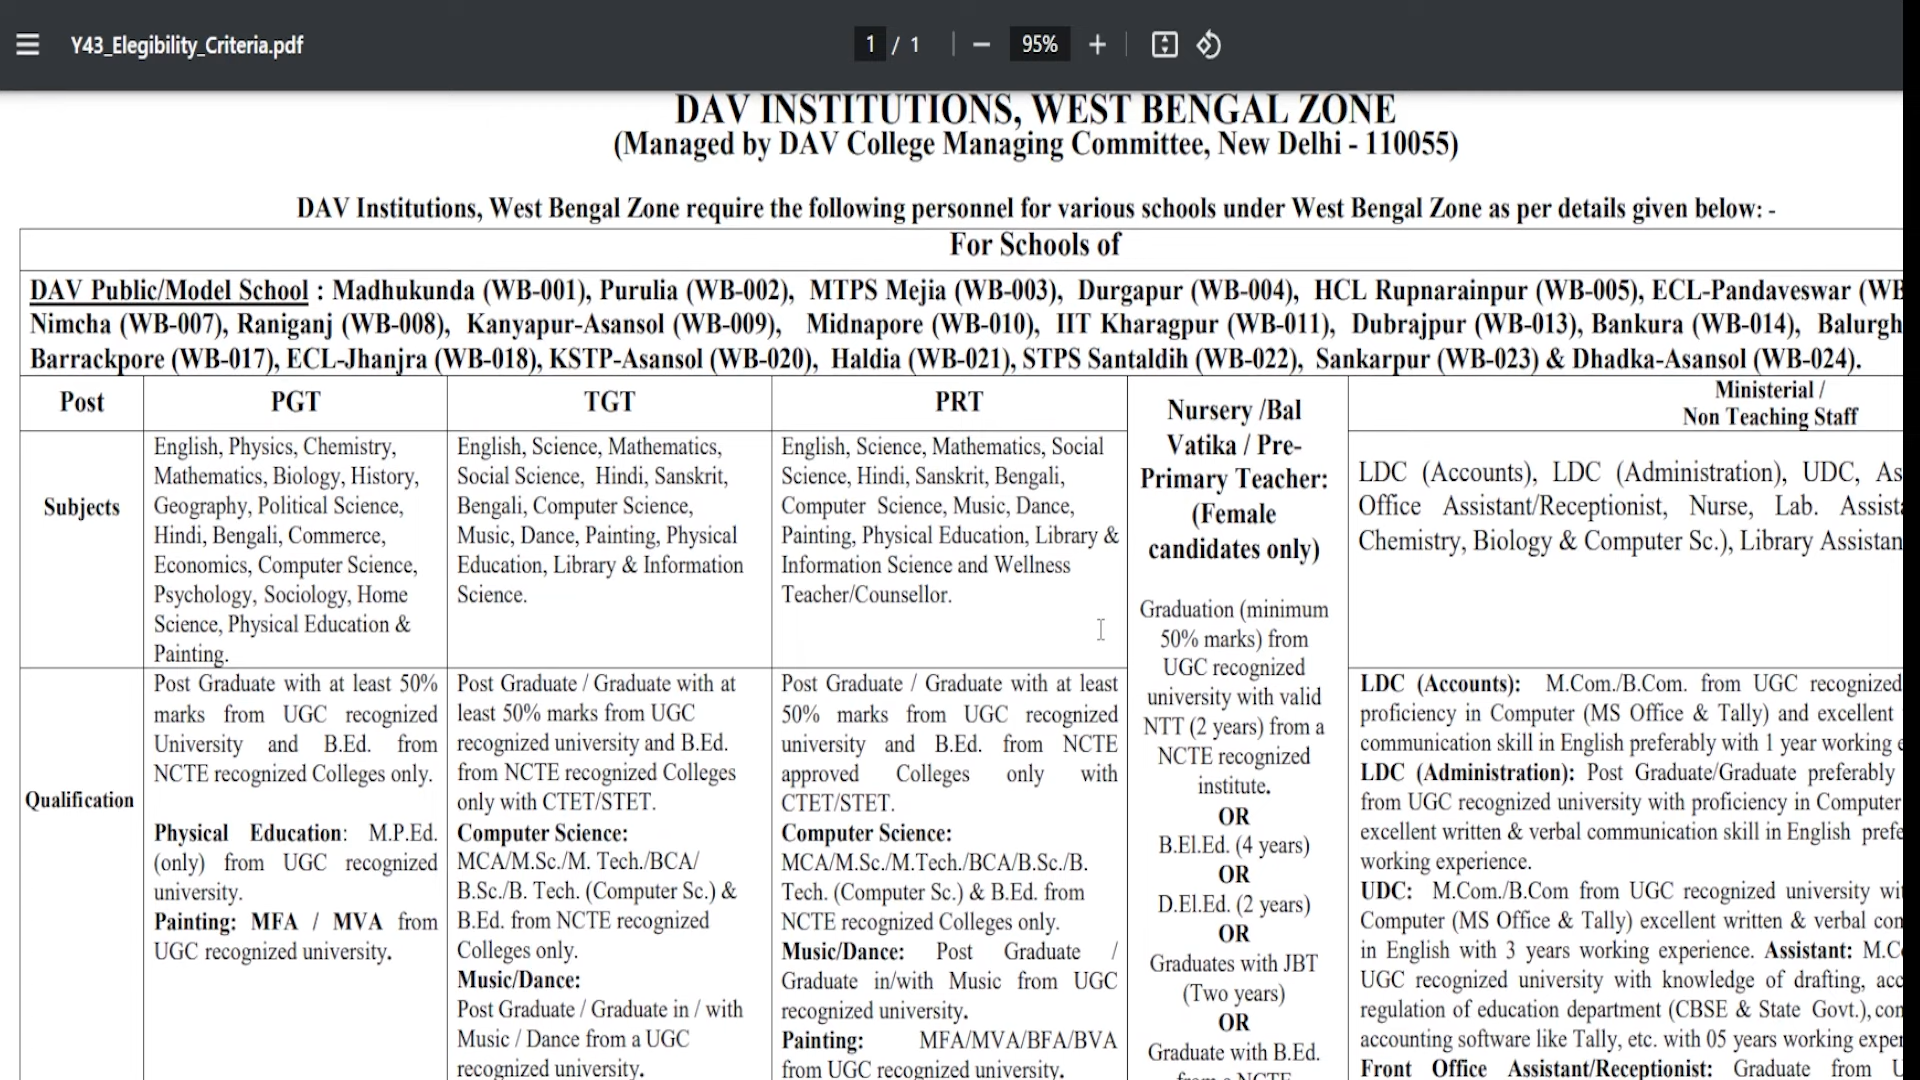 Y43_Elegibility_Criteria.pdf
1 / 1
95%
DAV INSTITUTIONS, WEST BENGAL ZONE
(Managed by DAV College Managing Committee, New Delhi - 110055)
DAV Institutions, West Bengal Zone require the following personnel for various schools under West Bengal Zone as per details given below: -
For Schools of
DAV Public/Model School : Madhukunda (WB-001), Purulia (WB-002), MTPS Mejia (WB-003), Durgapur (WB-004), HCL Rupnarainpur (WB-005), ECL-Pandaveswar (WB
Nimcha (WB-007), Raniganj (WB-008), Kanyapur-Asansol (WB-009), Midnapore (WB-010), IIT Kharagpur (WB-011), Dubrajpur (WB-013), Bankura (WB-014), Balurgh
Barrackpore (WB-017), ECL-Jhanjra (WB-018), KSTP-Asansol (WB-020), Haldia (WB-021), STPS Santaldih (WB-022), Sankarpur (WB-023) & Dhadka-Asansol (WB-024).
Post
PGT
TGT
PRT
Nursery /Bal
Vatika / Pre-
Primary Teacher:
(Female
candidates only)
Ministerial /
Non Teaching Staff
Subjects
English, Physics, Chemistry,
Mathematics, Biology, History,
Geography, Political Science,
Hindi, Bengali, Commerce,
Economics, Computer Science,
Psychology, Sociology, Home
Science, Physical Education &
Painting.
English, Science, Mathematics,
Social Science, Hindi, Sanskrit,
Bengali, Computer Science,
Music, Dance, Painting, Physical
Education, Library & Information
Science.
English, Science, Mathematics, Social
Science, Hindi, Sanskrit, Bengali,
Computer Science, Music, Dance,
Painting, Physical Education, Library &
Information Science and Wellness
Teacher/Counsellor.
Graduation (minimum
50% marks) from
UGC recognized
university with valid
NTT (2 years) from a
NCTE recognized
institute.
OR
B.El.Ed. (4 years)
OR
D.El.Ed. (2 years)
OR
Graduates with JBT
(Two years)
OR
Graduate with B.Ed.
from a NCTE
LDC (Accounts), LDC (Administration), UDC, As
Office Assistant/Receptionist, Nurse, Lab. Assista
Chemistry, Biology & Computer Sc.), Library Assistan
Qualification
Post Graduate with at least 50%
marks from UGC recognized
University and B.Ed. from
NCTE recognized Colleges only.
Physical Education: M.P.Ed.
(only) from UGC recognized
university.
Painting: MFA / MVA from
UGC recognized university.
Post Graduate / Graduate with at
least 50% marks from UGC
recognized university and B.Ed.
from NCTE recognized Colleges
only with CTET/STET.
Computer Science:
MCA/M.Sc./M. Tech./BCA/
B.Sc./B. Tech. (Computer Sc.) &
B.Ed. from NCTE recognized
Colleges only.
Music/Dance:
Post Graduate / Graduate in / with
Music / Dance from a UGC
recognized university.
Post Graduate / Graduate with at least
50% marks from UGC recognized
university and B.Ed. from NCTE
approved Colleges only with
CTET/STET.
Computer Science:
MCA/M.Sc./M.Tech./BCA/B.Sc./B.
Tech. (Computer Sc.) & B.Ed. from
NCTE recognized Colleges only.
Music/Dance: Post Graduate /
Graduate in/with Music from UGC
recognized university.
Painting: MFA/MVA/BFA/BVA
from UGC recognized university.
LDC (Accounts): M.Com./B.Com. from UGC recognized
proficiency in Computer (MS Office & Tally) and excellent
communication skill in English preferably with 1 year working e
LDC (Administration): Post Graduate/Graduate preferably
from UGC recognized university with proficiency in Computer
excellent written & verbal communication skill in English prefe
working experience.
UDC: M.Com./B.Com from UGC recognized university wi
Computer (MS Office & Tally) excellent written & verbal con
in English with 3 years working experience. Assistant: M.C
UGC recognized university with knowledge of drafting, acc
regulation of education department (CBSE & State Govt.), con
accounting software like Tally, etc. with 05 years working exper
Front Office Assistant/Receptionist: Graduate from U